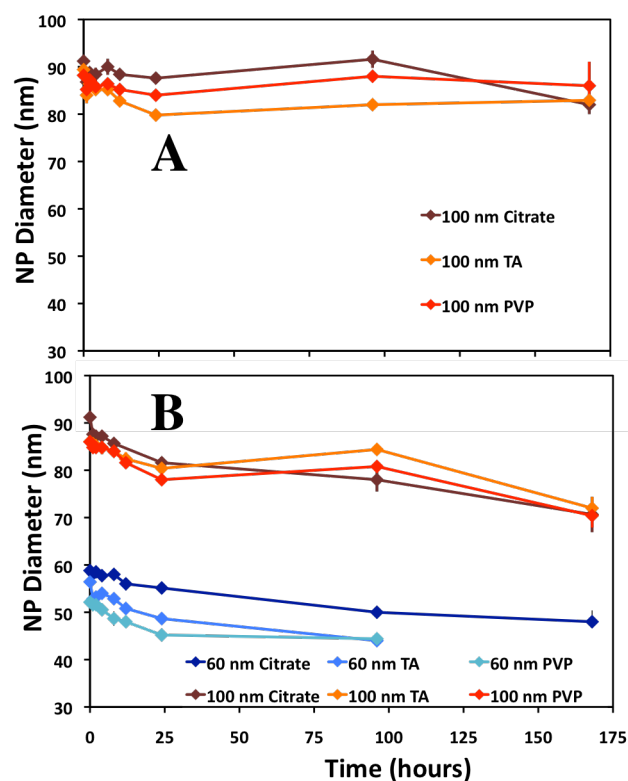 100
90
80
70
60
50
40
30
NP Diameter (nm)
A
100 nm Citrate
100 nm TA
100 nm PVP
100
90
80
70
60
50
40
30
NP Diameter (nm)
B
60 nm Citrate 60 nm TA 60 nm PVP
100 nm Citrate 100 nm TA 100 nm PVP
0 25 50 75 100 125 150 175
Time (hours)